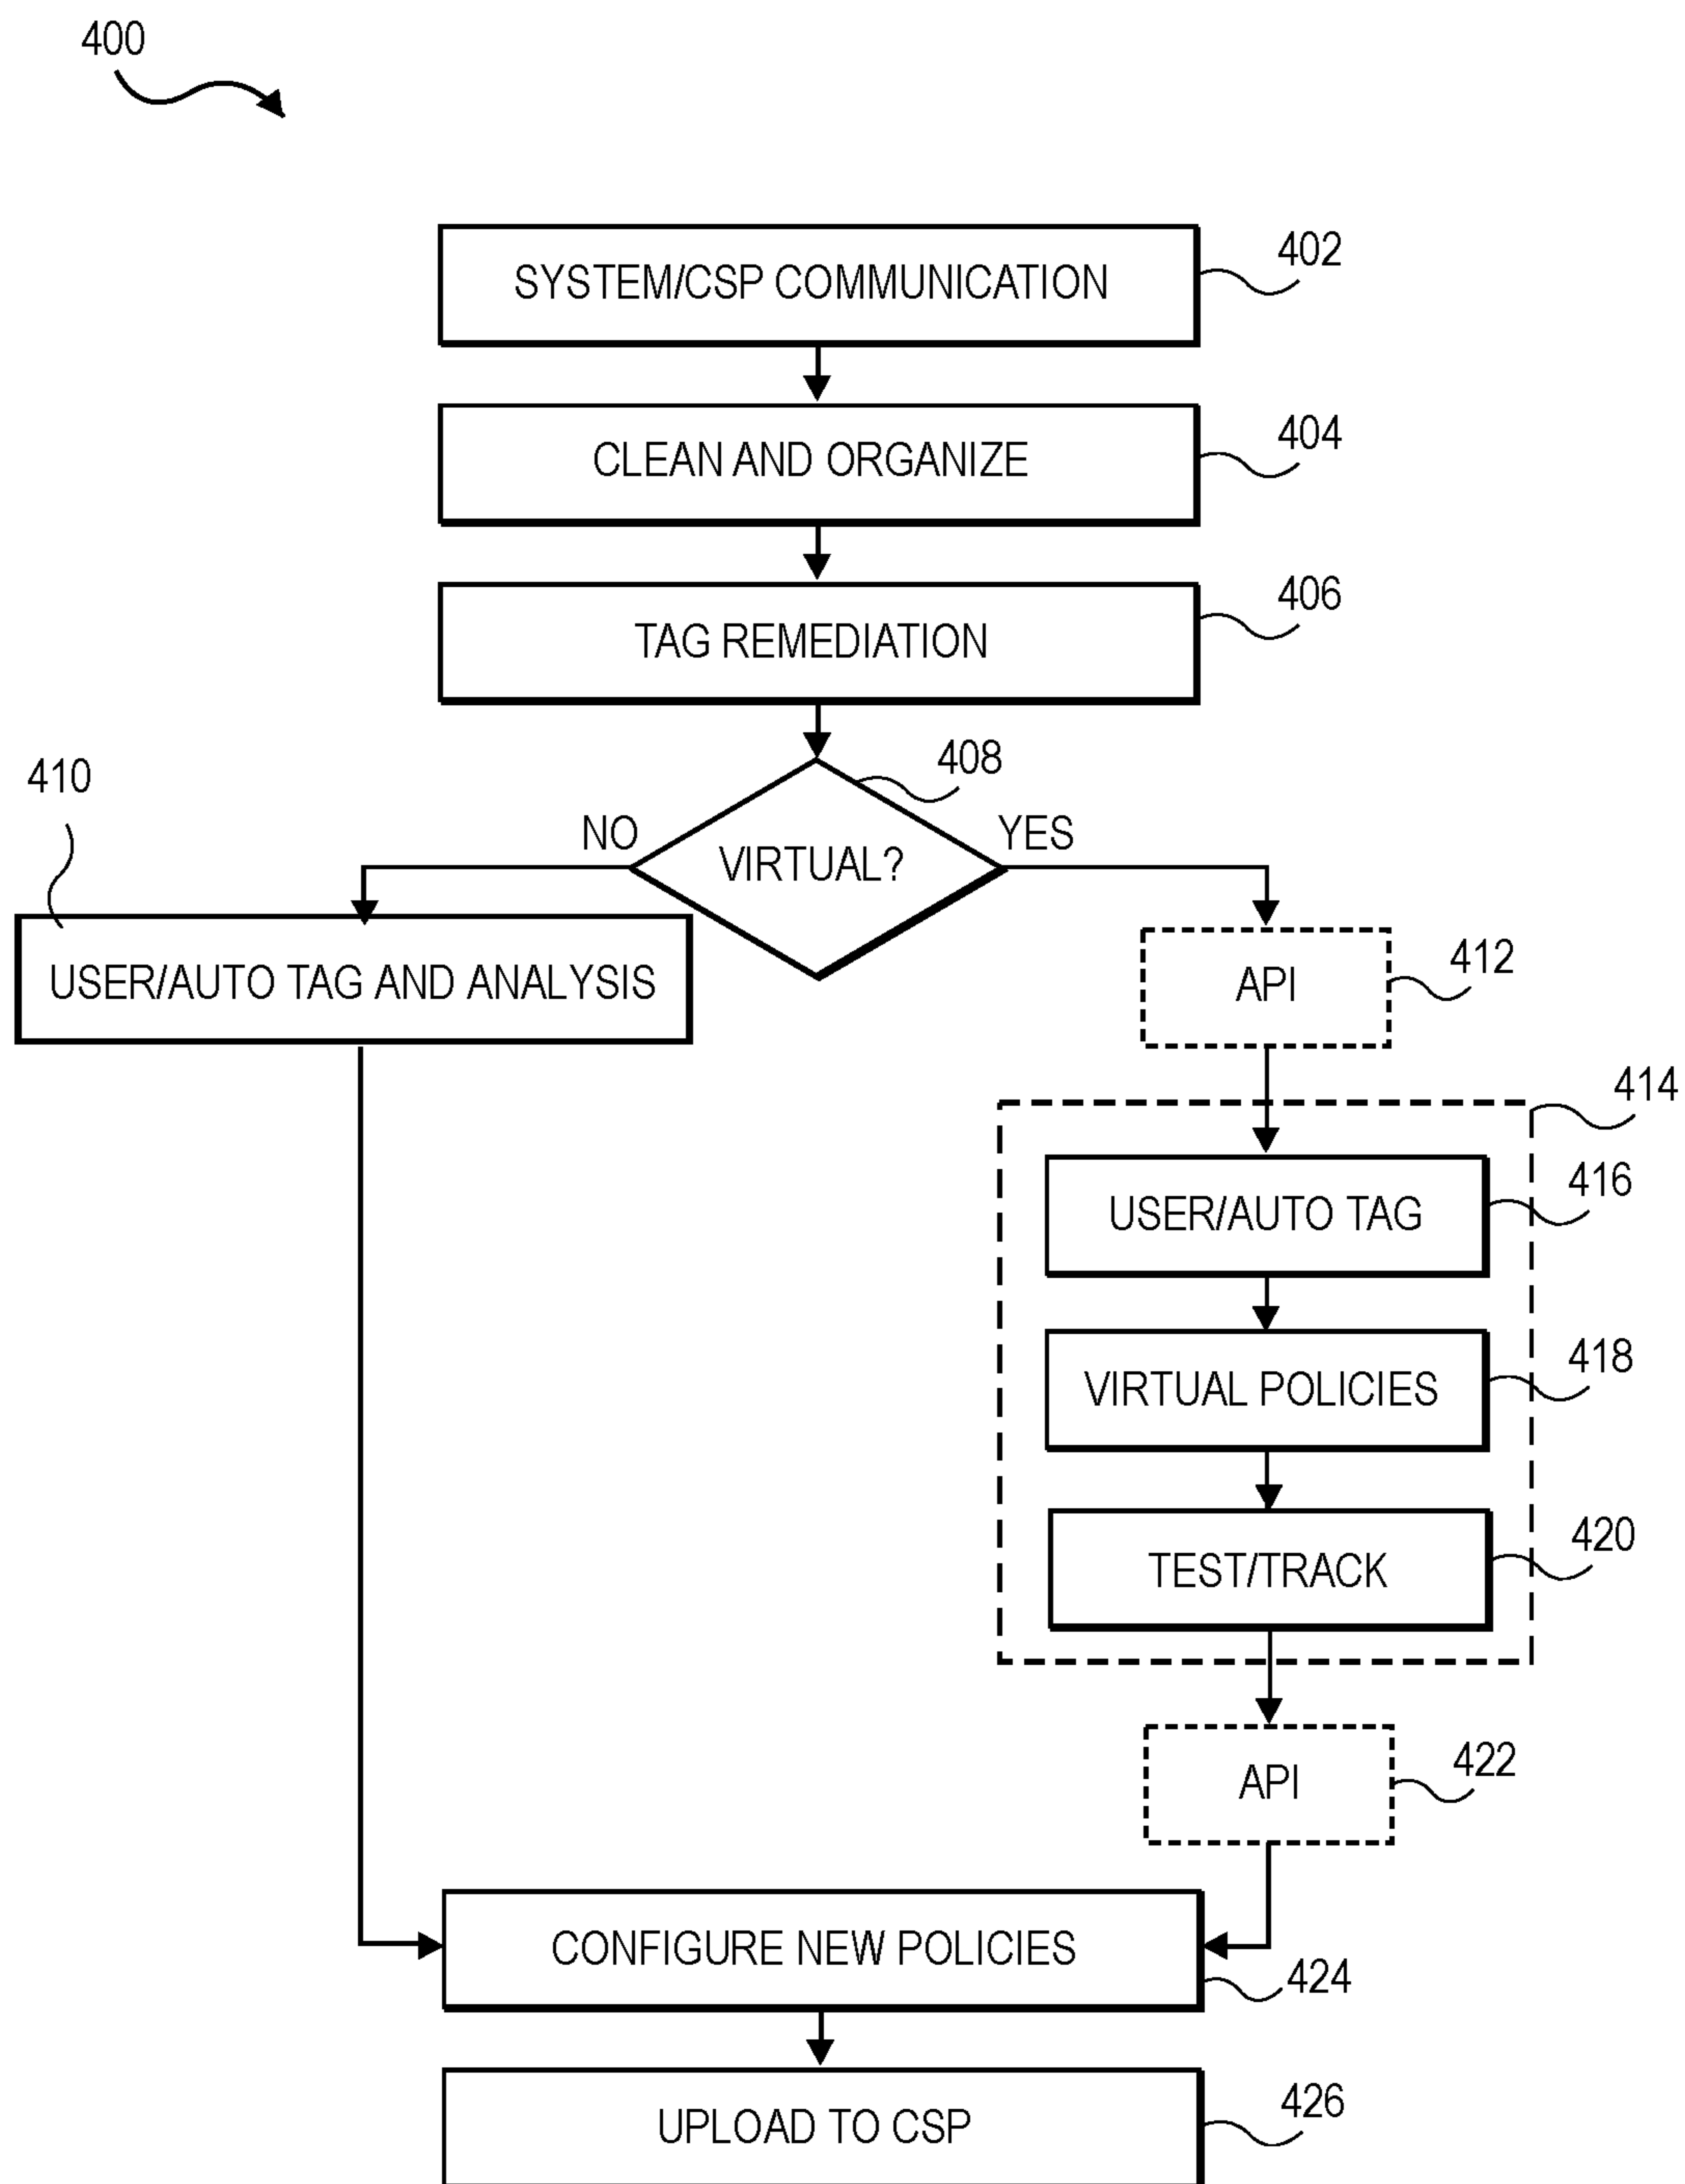 400
SYSTEM/CSP COMMUNICATION
402
CLEAN AND ORGANIZE
404
TAG REMEDIATION
406
408
410
NO
YES
VIRTUAL?
USER/AUTO TAG AND ANALYSIS
API
412
414
USER/AUTO TAG
416
VIRTUAL POLICIES
418
TEST/TRACK
420
API
422
CONFIGURE NEW POLICIES
424
UPLOAD TO CSP
426